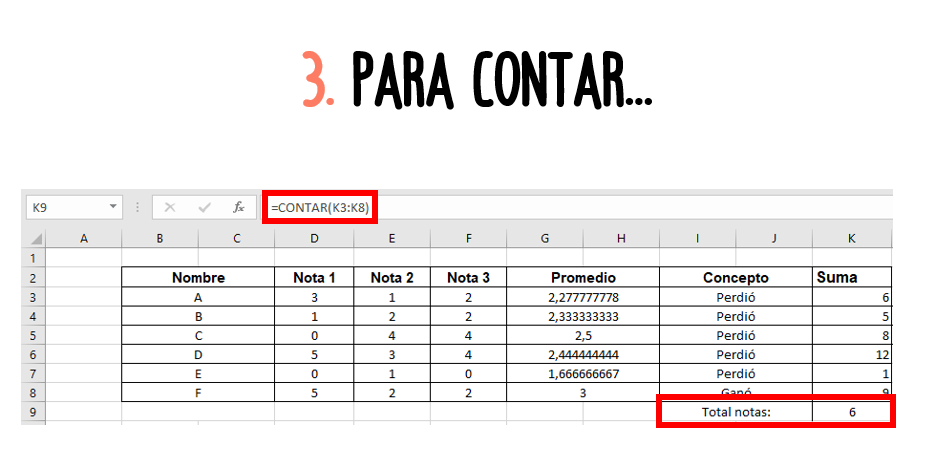 3. PARA CONTAR...
K9 fx =CONTAR(K3:K8)
A B C D E F G H I J K
1
2 Nombre Nota 1 Nota 2 Nota 3 Promedio Concepto Suma
3 A 3 1 2 2,277777778 Perdió 6
4 B 1 2 2 2,333333333 Perdió 5
5 C 0 4 4 2,5 Perdió 8
6 D 5 3 4 2,444444444 Perdió 12
7 E 0 1 0 1,666666667 Perdió 1
8 F 5 2 2 3 Ganó 9
9 Total notas: 6